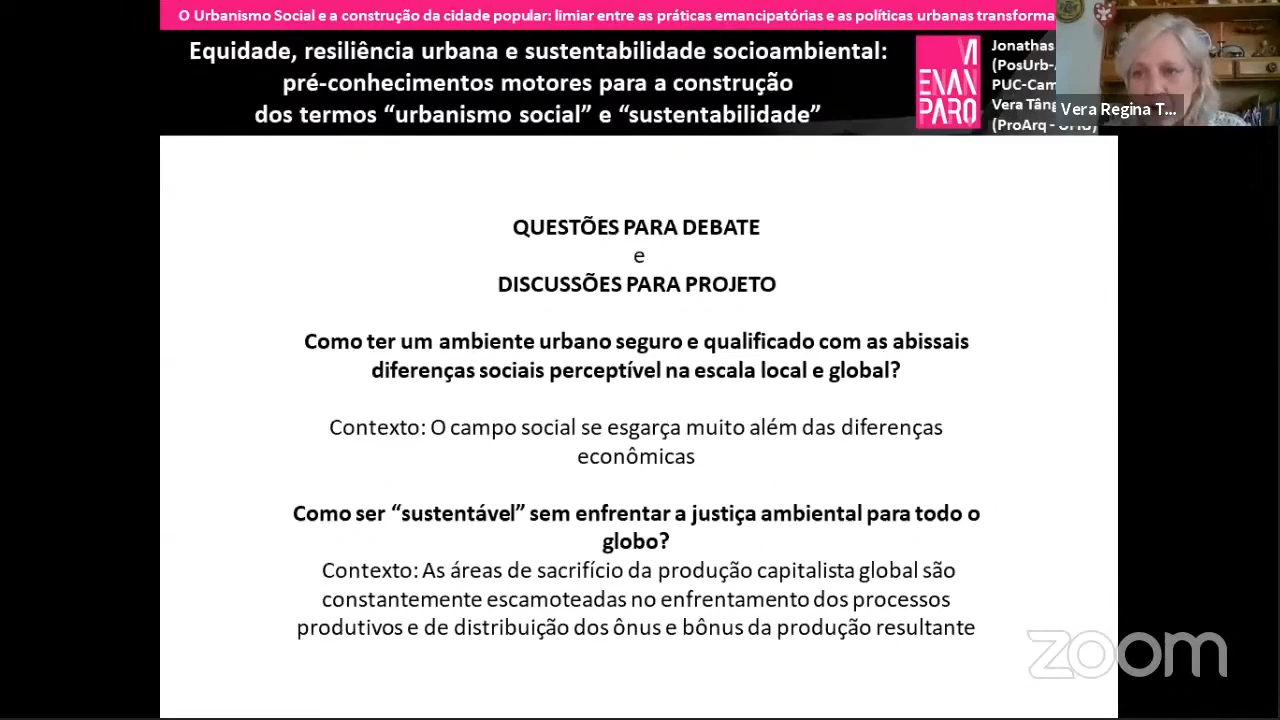 O Urbanismo Social e a construção da cidade popular: limiar entre as práticas emancipatórias e as políticas urbanas transforma
Equidade, resiliência urbana e sustentabilidade socioambiental:
pré-conhecimentos motores para a construção
dos termos “urbanismo social” e “sustentabilidade”
VI
ENAN
PARQ
Jonathas
(PosUrb-
PUC-Cam
Vera Tâng
(ProArq -
Vera Regina T...
QUESTÕES PARA DEBATE
e
DISCUSSÕES PARA PROJETO
Como ter um ambiente urbano seguro e qualificado com as abissais
diferenças sociais perceptível na escala local e global?
Contexto: O campo social se esgarça muito além das diferenças
econômicas
Como ser “sustentável” sem enfrentar a justiça ambiental para todo o
globo?
Contexto: As áreas de sacrifício da produção capitalista global são
constantemente escamoteadas no enfrentamento dos processos
produtivos e de distribuição dos ônus e bônus da produção resultante
zoom